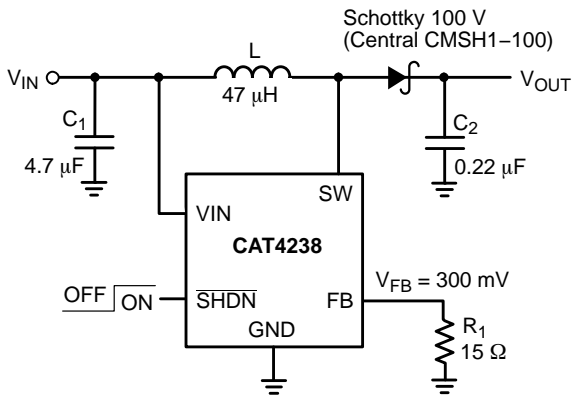 Schottky 100 V
(Central CMSH1–100)
L
VIN
VOUT
47 μH
C1
C2
4.7 μF
0.22 μF
SW
VIN
CAT4238
VFB = 300 mV
OFF ON
SHDN
FB
R1
GND
15 Ω